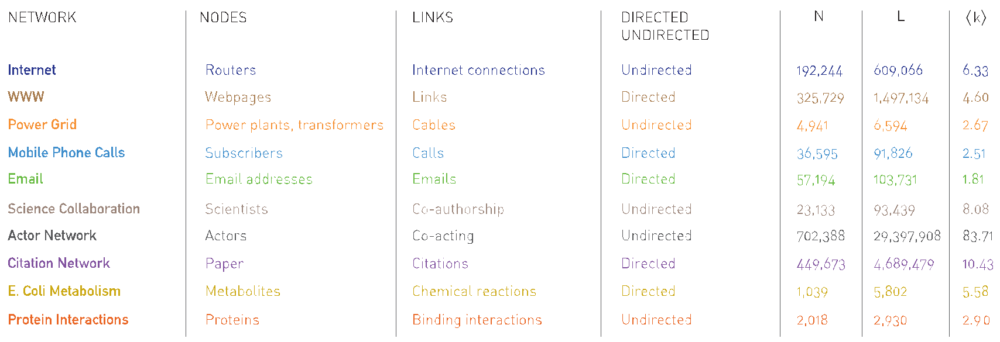 NETWORK NODES LINKS DIRECTED N L ⟨k⟩
UNDIRECTED
Internet Routers Internet connections Undirected 192,244 609,066 6.33
WWW Webpages Links Directed 325,729 1,497,134 4.60
Power Grid Power plants, transformers Cables Undirected 4,941 6,594 2.67
Mobile Phone Calls Subscribers Calls Directed 36,595 91,826 2.51
Email Email addresses Emails Directed 57,194 103,731 1.81
Science Collaboration Scientists Co-authorship Undirected 23,133 93,439 8.08
Actor Network Actors Co-acting Undirected 702,388 29,397,908 83.71
Citation Network Paper Citations Directed 449,673 4,689,479 10.43
E. Coli Metabolism Metabolites Chemical reactions Directed 1,039 5,802 5.58
Protein Interactions Proteins Binding interactions Undirected 2,018 2,930 2.90